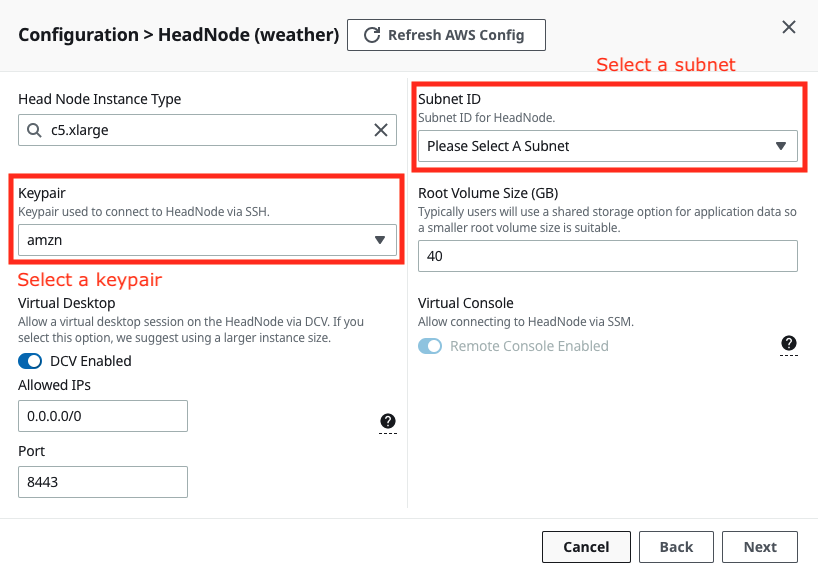 Configuration > HeadNode (weather)
Refresh AWS Config
Select a subnet
Head Node Instance Type
c5.xlarge
Subnet ID
Subnet ID for HeadNode.
Please Select A Subnet
Keypair
Keypair used to connect to HeadNode via SSH.
amzn
Select a keypair
Root Volume Size (GB)
Typically users will use a shared storage option for application data so
a smaller root volume size is suitable.
40
Virtual Desktop
Allow a virtual desktop session on the HeadNode via DCV. If you
select this option, we suggest using a larger instance size.
DCV Enabled
Allowed IPs
0.0.0.0/0
Port
8443
Virtual Console
Allow connecting to HeadNode via SSM.
Remote Console Enabled
Cancel
Back
Next